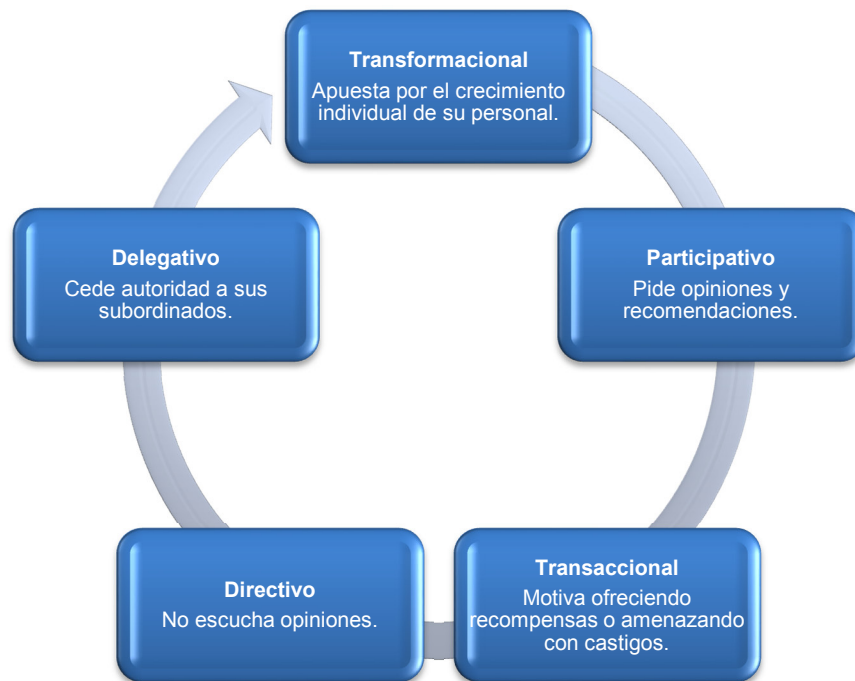 Transformacional
Apuesta por el crecimiento
individual de su personal.
Participativo
Pide opiniones y
recomendaciones.
Transaccional
Motiva ofreciendo
recompensas o amenazando
con castigos.
Directivo
No escucha opiniones.
Delegativo
Cede autoridad a sus
subordinados.